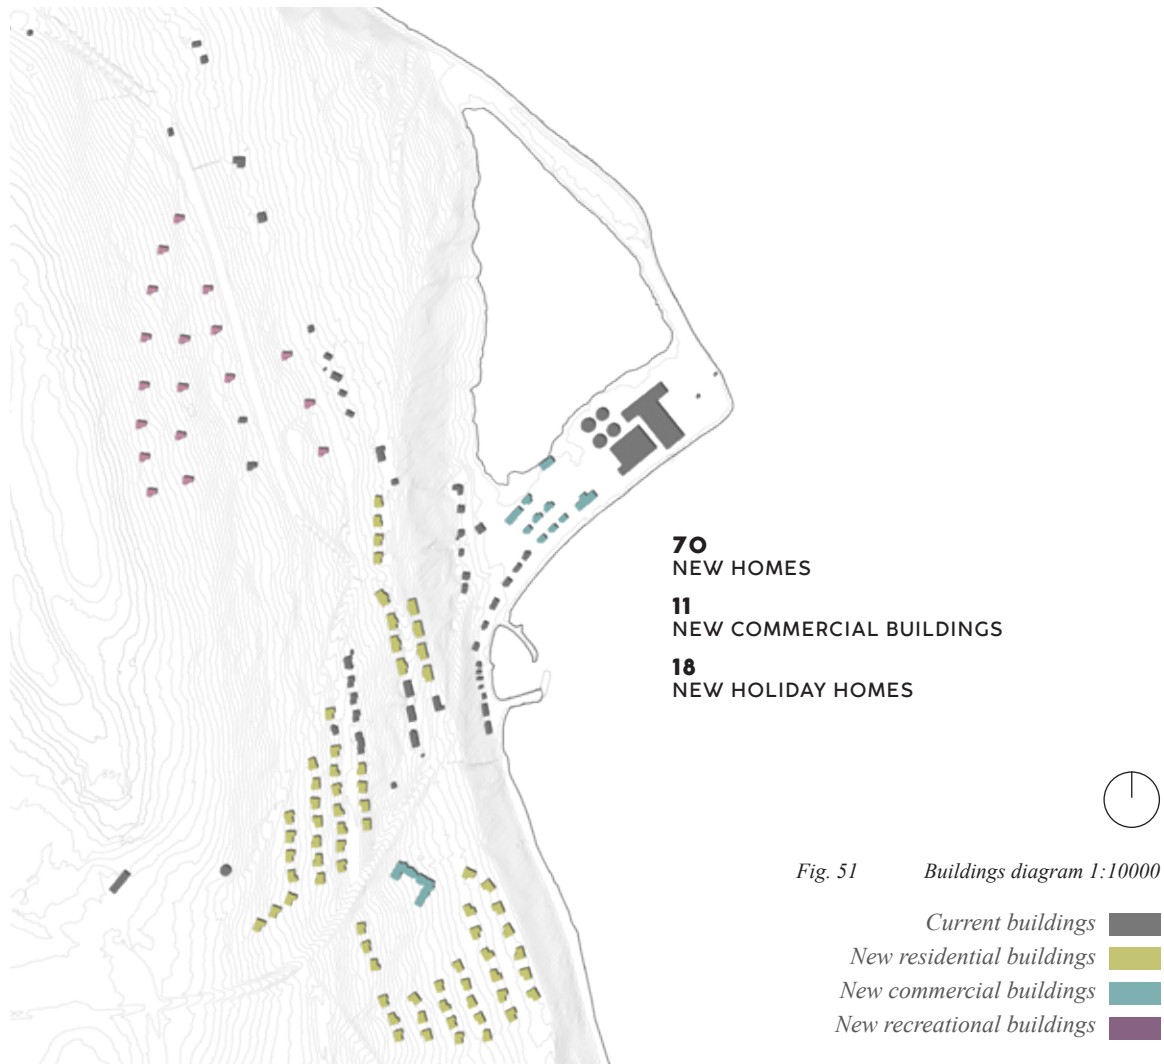 70
NEW HOMES
11
NEW COMMERCIAL BUILDINGS
18
NEW HOLIDAY HOMES
Fig. 51 Buildings diagram 1:10000
Current buildings
New residential buildings
New commercial buildings
New recreational buildings